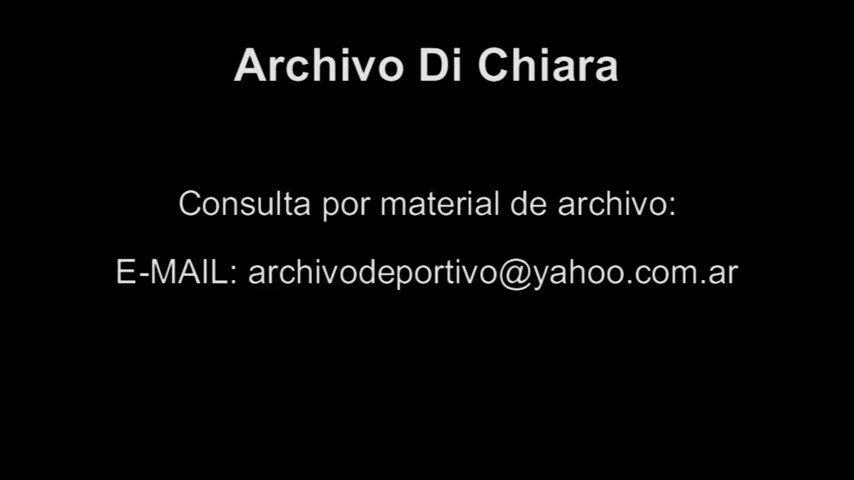 Archivo Di Chiara
Consulta por material de archivo:
E-MAIL: archivodeportivo@yahoo.com.ar